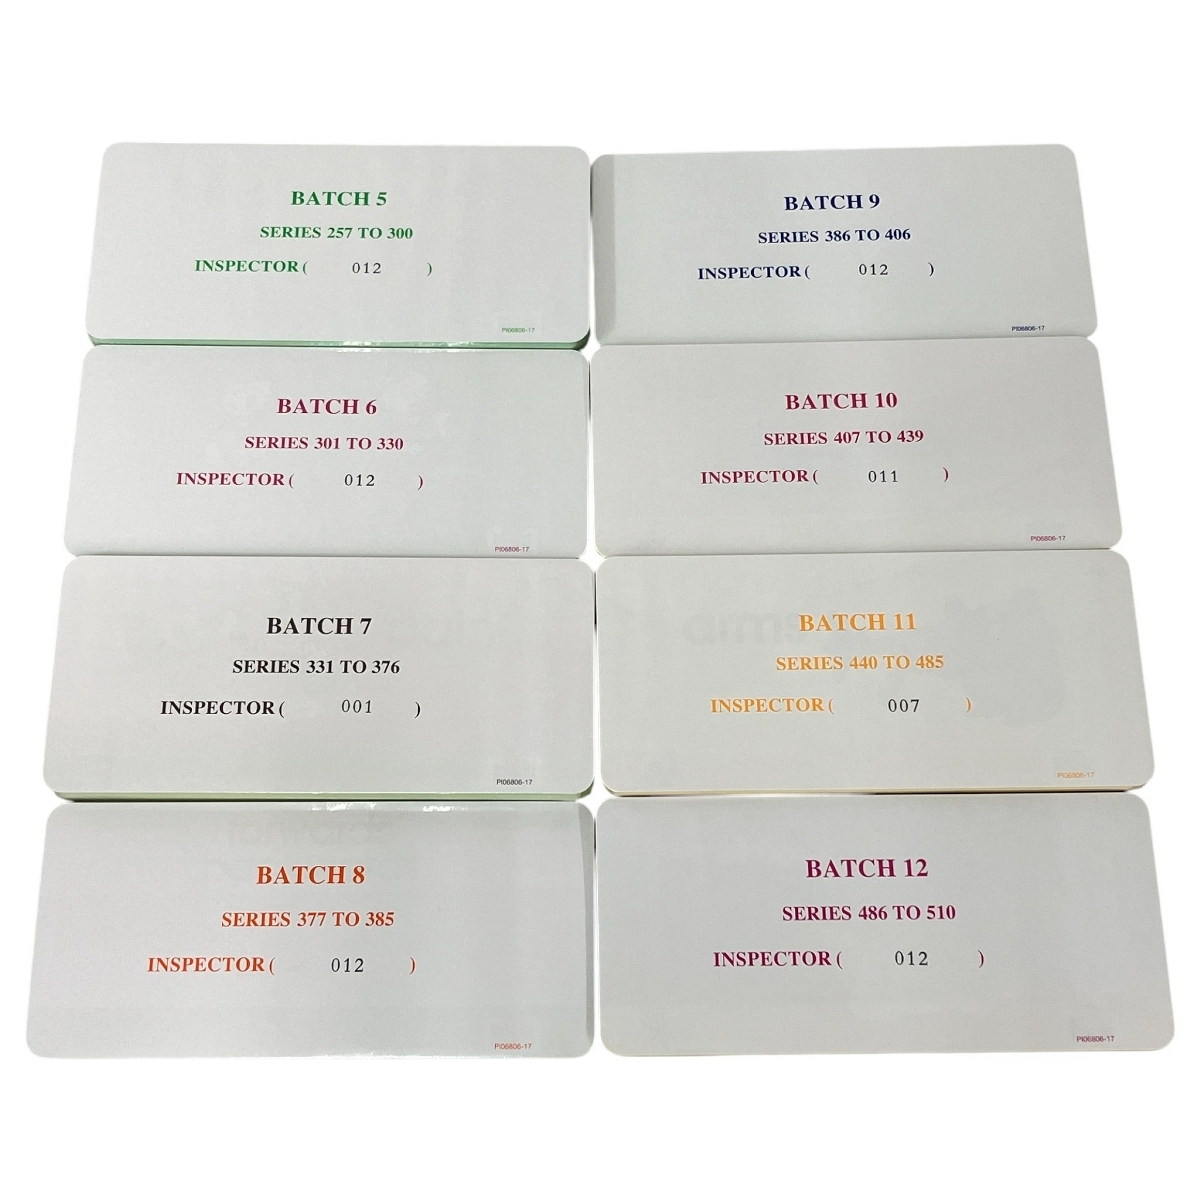 BATCH 5
SERIES 257 TO 300
INSPECTOR ( 012 )
PI06806-17
BATCH 6
SERIES 301 TO 330
INSPECTOR ( 012 )
PI06806-17
BATCH 7
SERIES 331 TO 376
INSPECTOR ( 001 )
PI06806-17
BATCH 8
SERIES 377 TO 385
INSPECTOR ( 012 )
PI06806-17
BATCH 9
SERIES 386 TO 406
INSPECTOR ( 012 )
PI06806-17
BATCH 10
SERIES 407 TO 439
INSPECTOR ( 011 )
PI06806-17
BATCH 11
SERIES 440 TO 485
INSPECTOR ( 007 )
PI06806-17
BATCH 12
SERIES 486 TO 510
INSPECTOR ( 012 )
PI06806-17